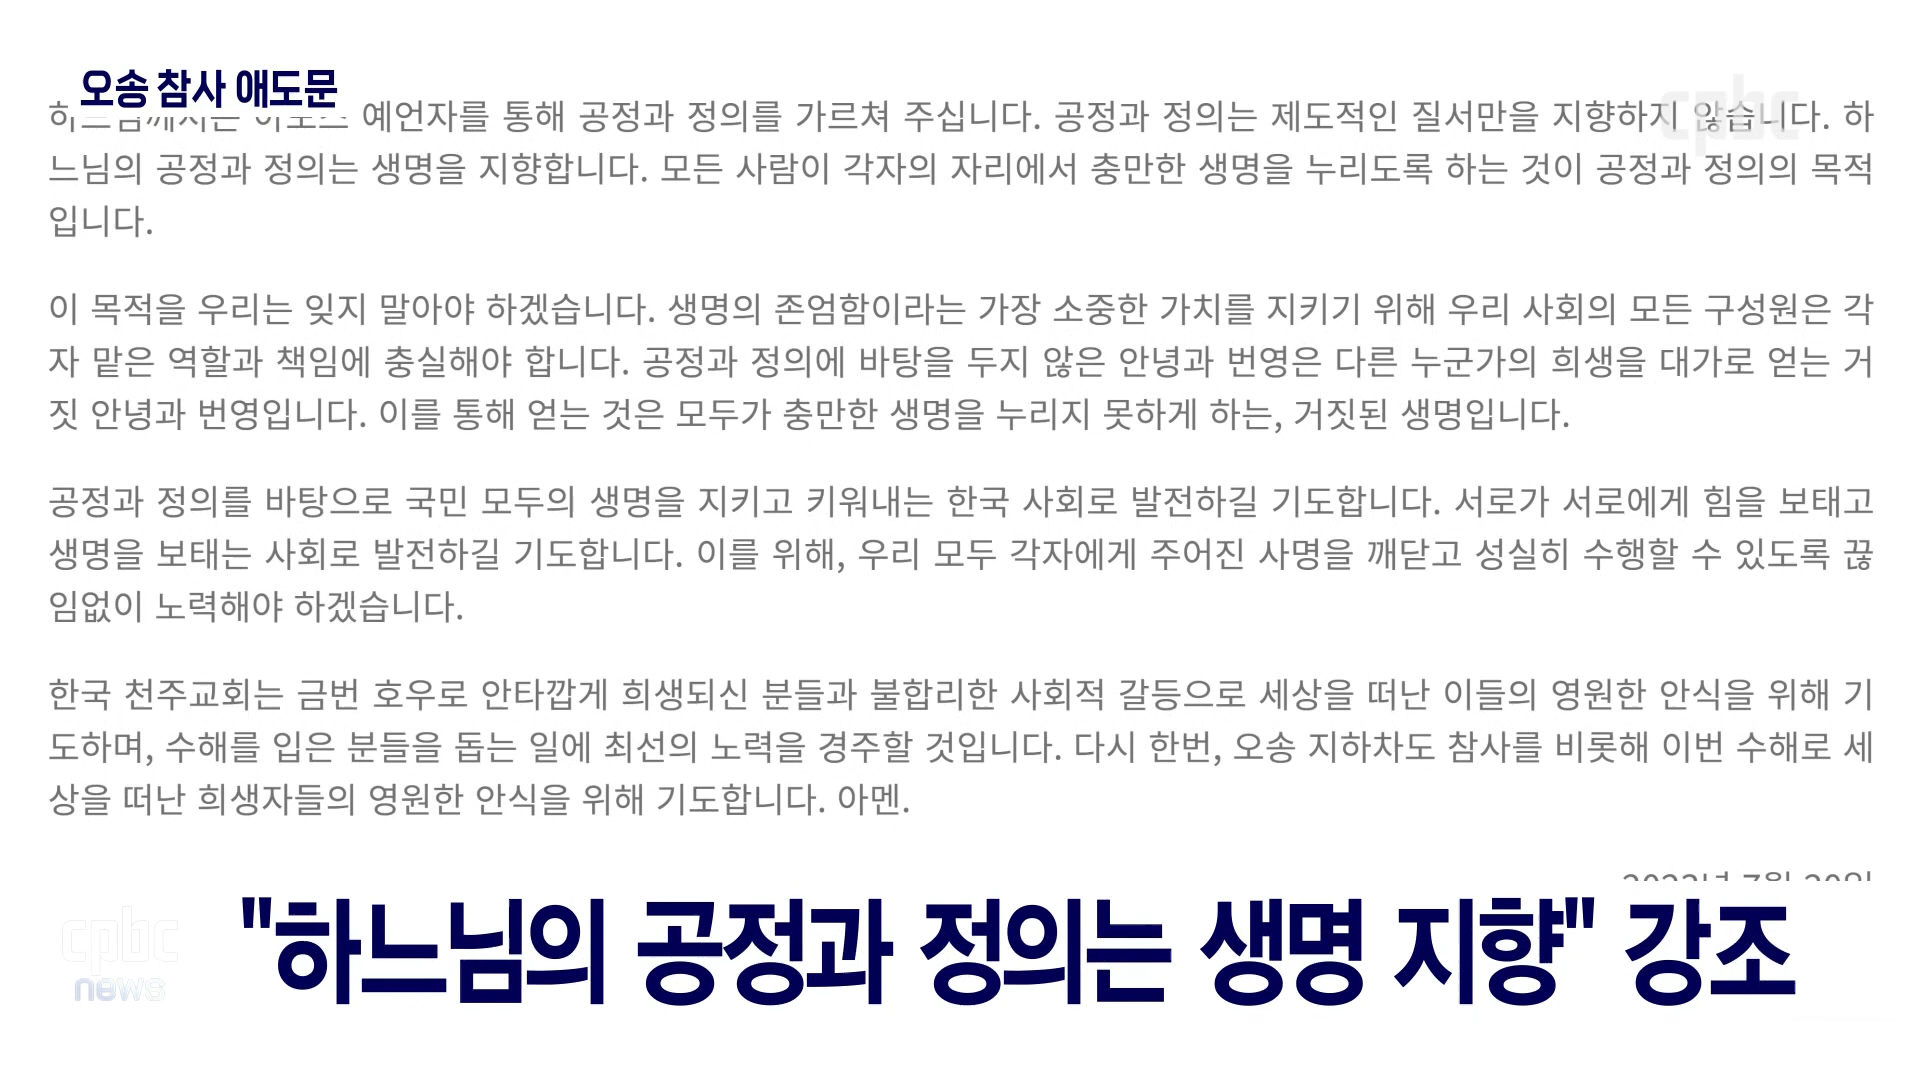 오송 참사 애도문
cpbc
예언자를 통해 공정과 정의를 가르쳐 주십니다. 공정과 정의는 제도적인 질서만을 지향하지 않습니다. 하
느님의 공정과 정의는 생명을 지향합니다. 모든 사람이 각자의 자리에서 충만한 생명을 누리도록 하는 것이 공정과 정의의 목적
입니다.
이 목적을 우리는 잊지 말아야 하겠습니다. 생명의 존엄함이라는 가장 소중한 가치를 지키기 위해 우리 사회의 모든 구성원은 각
자 맡은 역할과 책임에 충실해야 합니다. 공정과 정의에 바탕을 두지 않은 안녕과 번영은 다른 누군가의 희생을 대가로 얻는 거
짓 안녕과 번영입니다. 이를 통해 얻는 것은 모두가 충만한 생명을 누리지 못하게 하는, 거짓된 생명입니다.
공정과 정의를 바탕으로 국민 모두의 생명을 지키고 키워내는 한국 사회로 발전하길 기도합니다. 서로가 서로에게 힘을 보태고
생명을 보태는 사회로 발전하길 기도합니다. 이를 위해, 우리 모두 각자에게 주어진 사명을 깨닫고 성실히 수행할 수 있도록 끊
임없이 노력해야 하겠습니다.
한국 천주교회는 금번 호우로 안타깝게 희생되신 분들과 불합리한 사회적 갈등으로 세상을 떠난 이들의 영원한 안식을 위해 기
도하며, 수해를 입은 분들을 돕는 일에 최선의 노력을 경주할 것입니다. 다시 한번, 오송 지하차도 참사를 비롯해 이번 수해로 세
상을 떠난 희생자들의 영원한 안식을 위해 기도합니다. 아멘.
cpbc
news
"하느님의 공정과 정의는 생명 지향" 강조